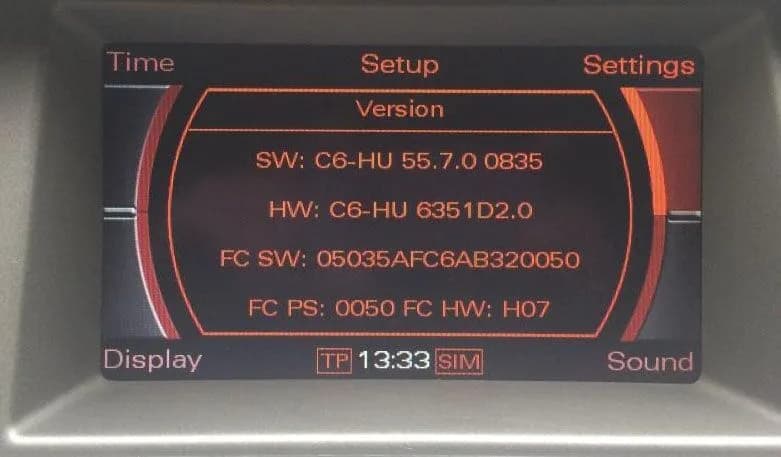 Time Setup Settings
Version
SW: C6-HU 55.7.0 0835
HW: C6-HU 6351D2.0
FC SW: 05035AFC6AB320050
FC PS: 0050 FC HW: H07
Display TP 13:33 SIM Sound